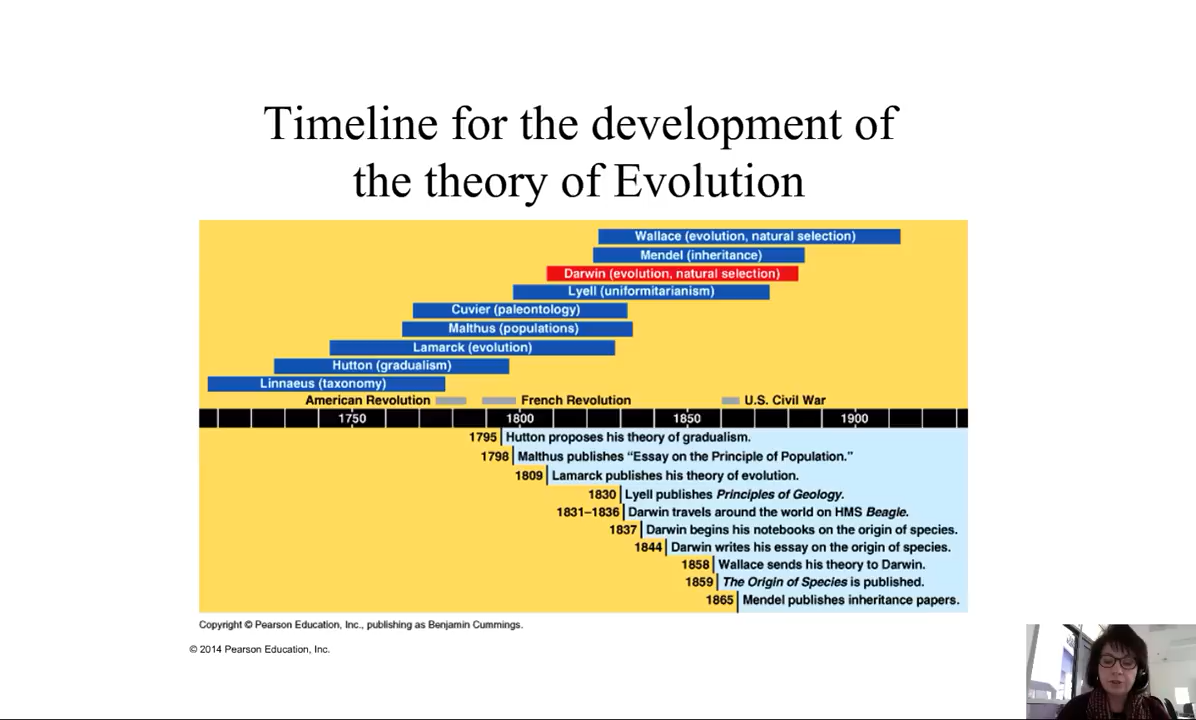 Timeline for the development of
the theory of Evolution
Wallace (evolution, natural selection)
Mendel (inheritance)
Darwin (evolution, natural selection)
Lyell (uniformitarianism)
Cuvier (paleontology)
Malthus (populations)
Lamarck (evolution)
Hutton (gradualism)
Linnaeus (taxonomy)
American Revolution French Revolution U.S. Civil War
1750 1800 1850 1900
1795 Hutton proposes his theory of gradualism.
1798 Malthus publishes “Essay on the Principle of Population.”
1809 Lamarck publishes his theory of evolution.
1830 Lyell publishes Principles of Geology.
1831–1836 Darwin travels around the world on HMS Beagle.
1837 Darwin begins his notebooks on the origin of species.
1844 Darwin writes his essay on the origin of species.
1858 Wallace sends his theory to Darwin.
1859 The Origin of Species is published.
1865 Mendel publishes inheritance papers.
Copyright © Pearson Education, Inc., publishing as Benjamin Cummings.
© 2014 Pearson Education, Inc.